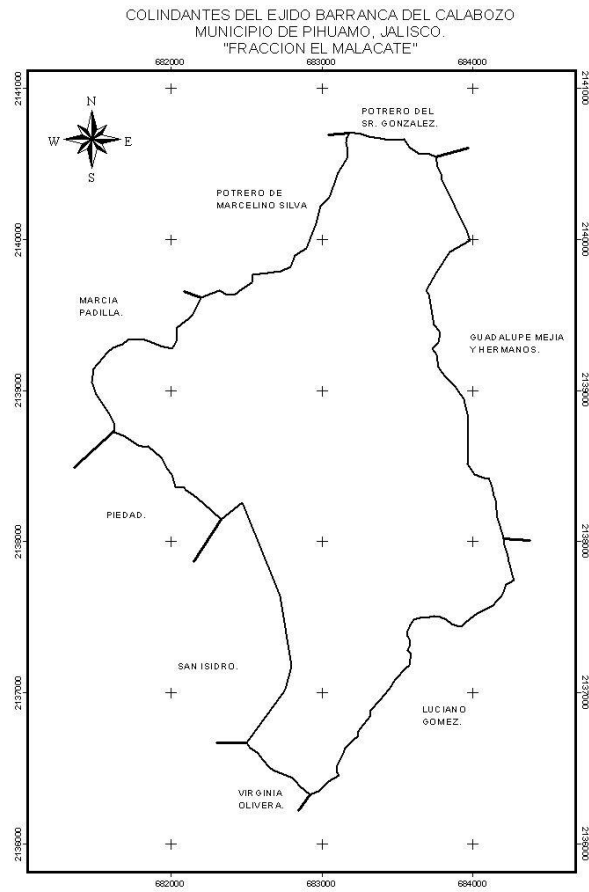 COLINDANTES DEL EJIDO BARRANCA DEL CALABOZO
MUNICIPIO DE PIHUAMO, JALISCO.
"FRACCION EL MALACATE"
682000 683000 684000
2141000 2141000
N
W E
S
POTRERO DEL
SR. GONZALEZ.
POTRERO DE
MARCELINO SILVA
2140000 2140000
MARCIA
PADILLA.
GUADALUPE MEJIA
Y HERMANOS.
2139000 2139000
PIEDAD.
2138000 2138000
SAN ISIDRO.
2137000 2137000
LUCIANO
GOMEZ.
VIRGINIA
OLIVERA.
2136000 2136000
682000 683000 684000